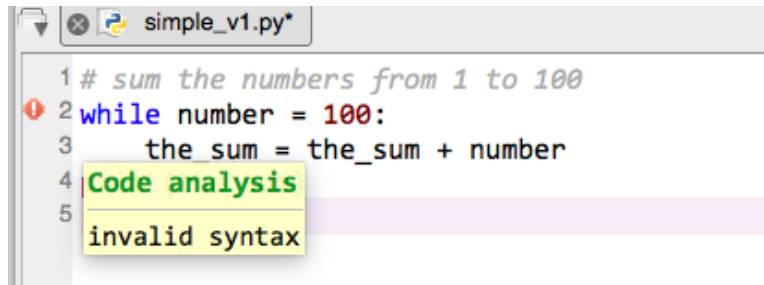 simple_v1.py*
1 # sum the numbers from 1 to 100
2 while number = 100:
3 the_sum = the_sum + number
4
Code analysis
5
invalid syntax